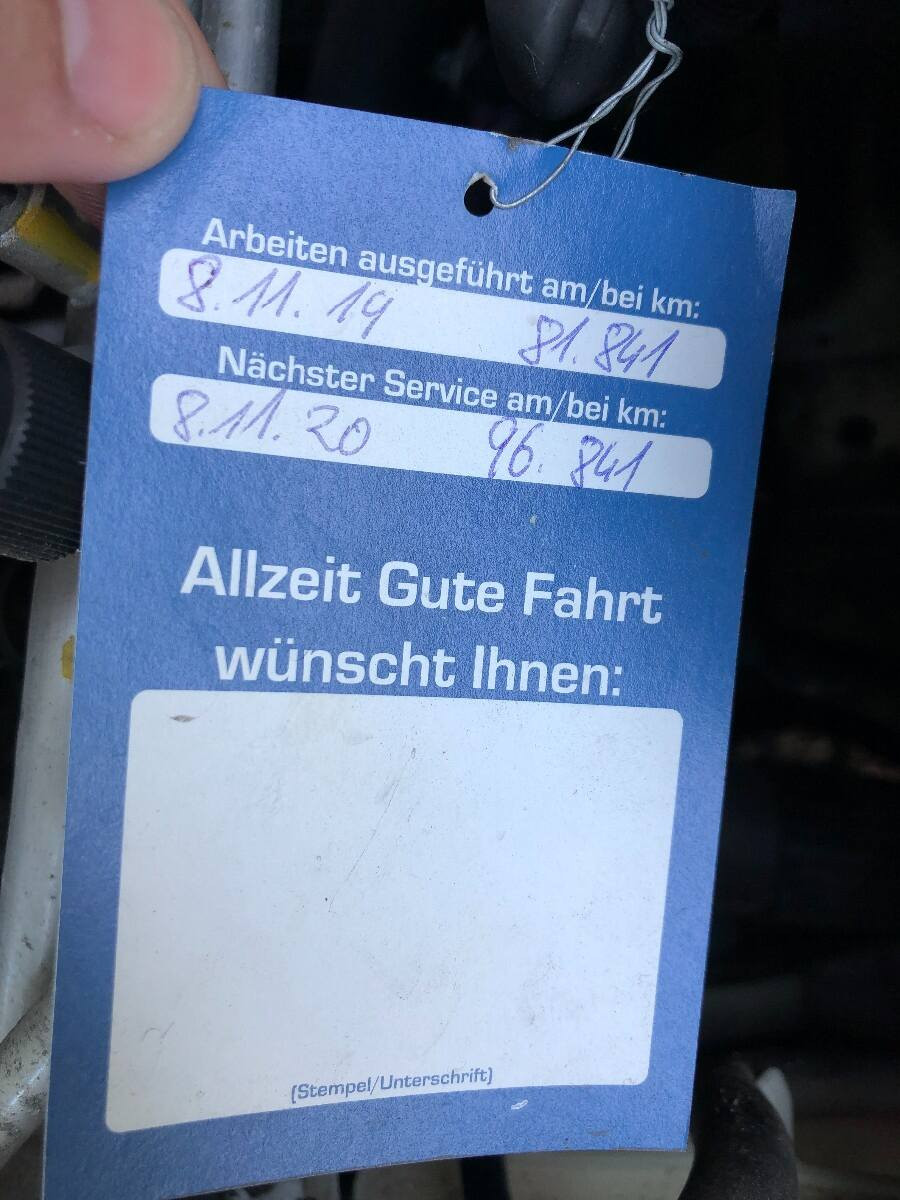 Arbeiten ausgeführt am/bei km:
8.11.19 81.841
Nächster Service am/bei km:
8.11.20 96.841
Allzeit Gute Fahrt
wünscht Ihnen:
(Stempel/Unterschrift)